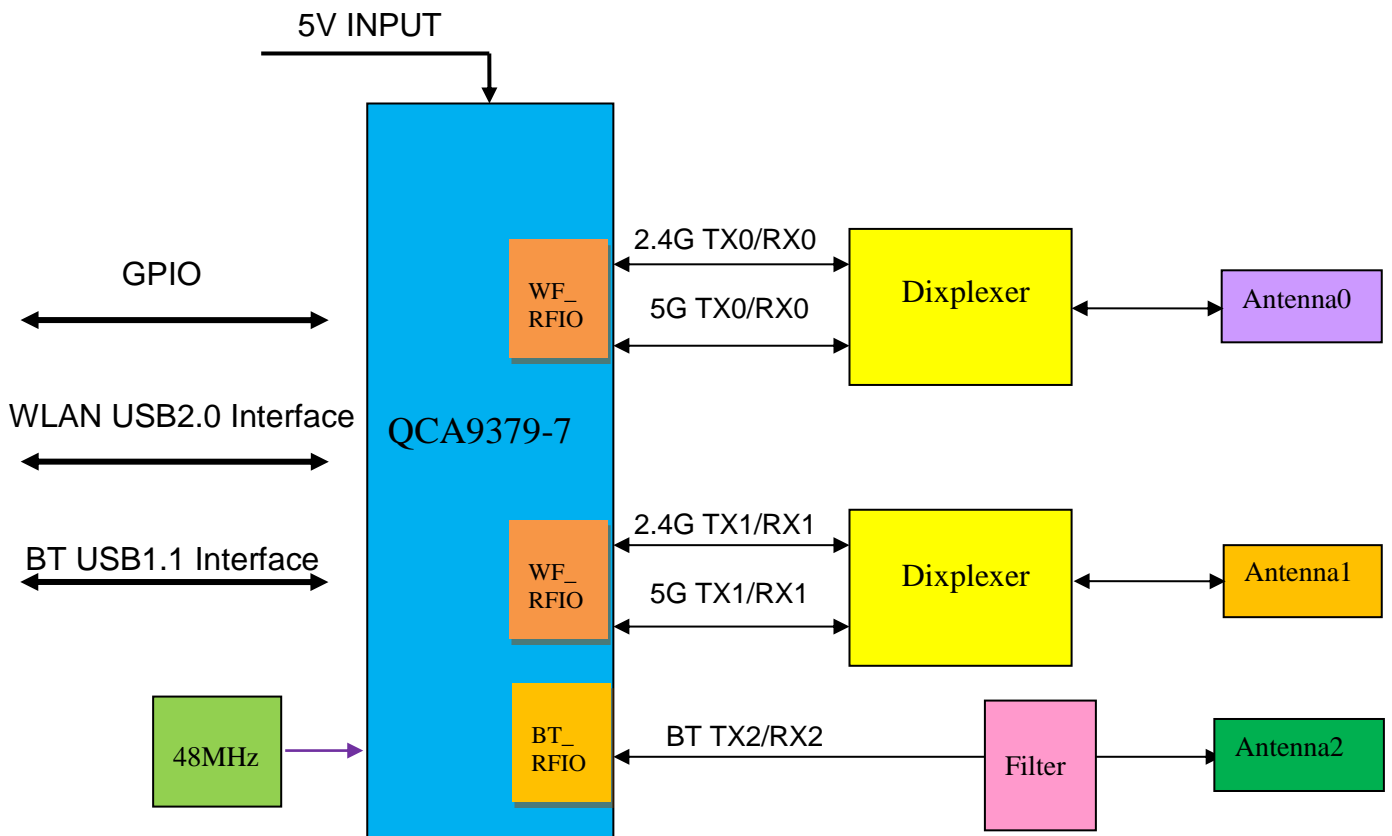 5V INPUT
GPIO
WLAN USB2.0 Interface
BT USB1.1 Interface
48MHz
QCA9379-7
WF_
RFIO
WF_
RFIO
BT_
RFIO
2.4G TX0/RX0
5G TX0/RX0
2.4G TX1/RX1
5G TX1/RX1
BT TX2/RX2
Dixplexer
Dixplexer
Filter
Antenna0
Antenna1
Antenna2